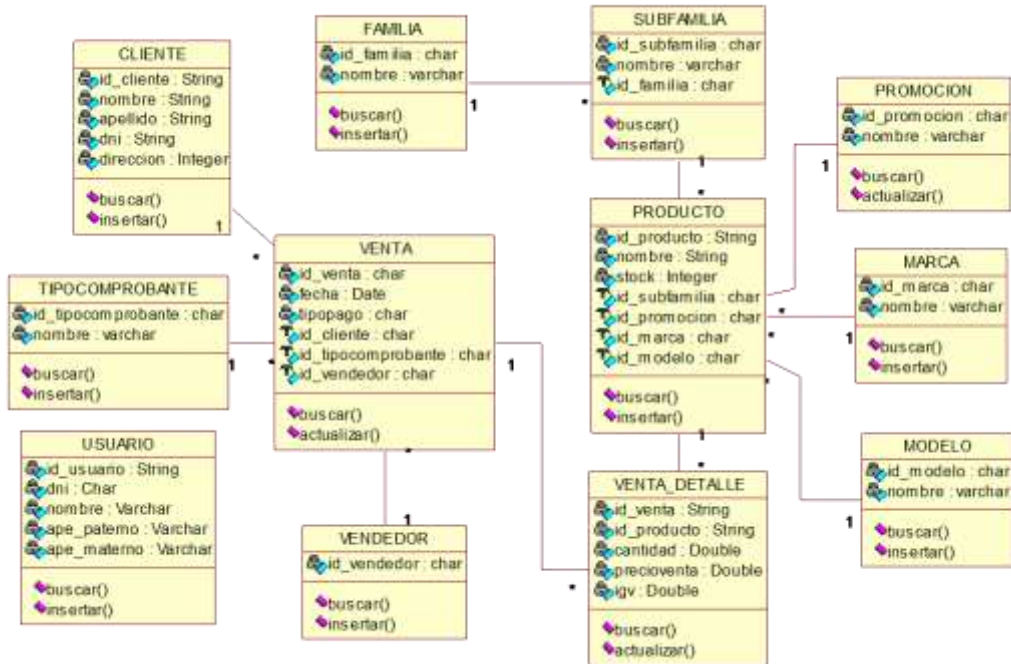 CLIENTE
id_cliente : String
nombre : String
apellido : String
dni : String
direccion : Integer
buscar()
insertar()
1
*
FAMILIA
id_familia : char
nombre : varchar
buscar()
insertar()
1
*
SUBFAMILIA
id_subfamilia : char
nombre : varchar
id_familia : char
buscar()
insertar()
1
*
PROMOCION
id_promocion : char
nombre : varchar
buscar()
actualizar()
1
TIPOCOMPROBANTE
id_tipocomprobante : char
nombre : varchar
buscar()
insertar()
1
*
VENTA
id_venta : char
fecha : Date
tipopago : char
id_cliente : char
id_tipocomprobante : char
id_vendedor : char
buscar()
actualizar()
1
*
PRODUCTO
id_producto : String
nombre : String
stock : Integer
id_subfamilia : char
id_promocion : char
id_marca : char
id_modelo : char
buscar()
insertar()
*
*
*
1
MARCA
id_marca : char
nombre : varchar
buscar()
insertar()
1
USUARIO
id_usuario : String
dni : Char
nombre : Varchar
ape_paterno : Varchar
ape_materno : Varchar
buscar()
insertar()
VENDEDOR
id_vendedor : char
buscar()
insertar()
1
VENTA_DETALLE
id_venta : String
id_producto : String
cantidad : Double
precioventa : Double
igv : Double
buscar()
actualizar()
*
*
MODELO
id_modelo : char
nombre : varchar
buscar()
insertar()
1